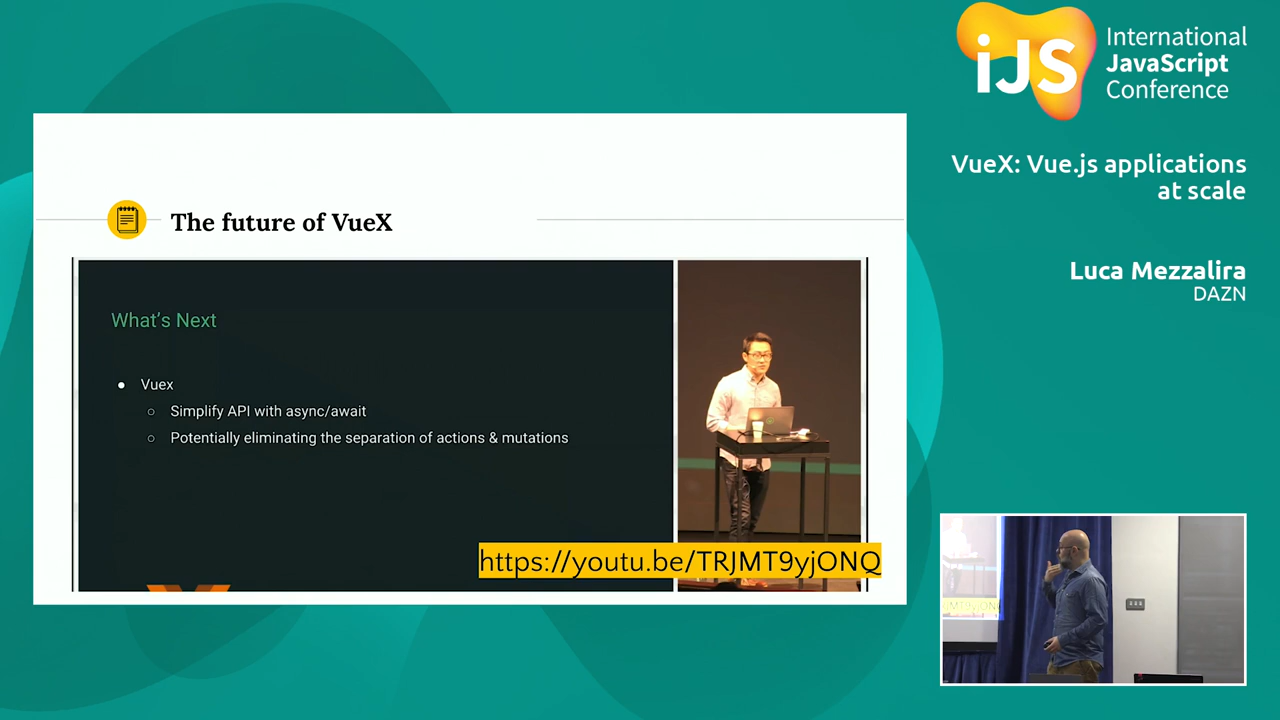 iJS
International
JavaScript
Conference
VueX: Vue.js applications
at scale
Luca Mezzalira
DAZN
The future of VueX
What's Next
● Vuex
○ Simplify API with async/await
○ Potentially eliminating the separation of actions & mutations
https://youtu.be/TRJMT9yjONQ